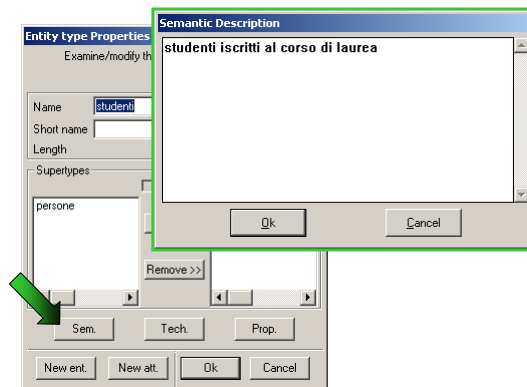 Semantic Description
studenti iscritti al corso di laurea
Ok Cancel
Entity type Properties
Examine/modify th
Name studenti
Short name
Length
Supertypes
persone
Remove >>
Sem. Tech. Prop.
New ent. New att. Ok Cancel